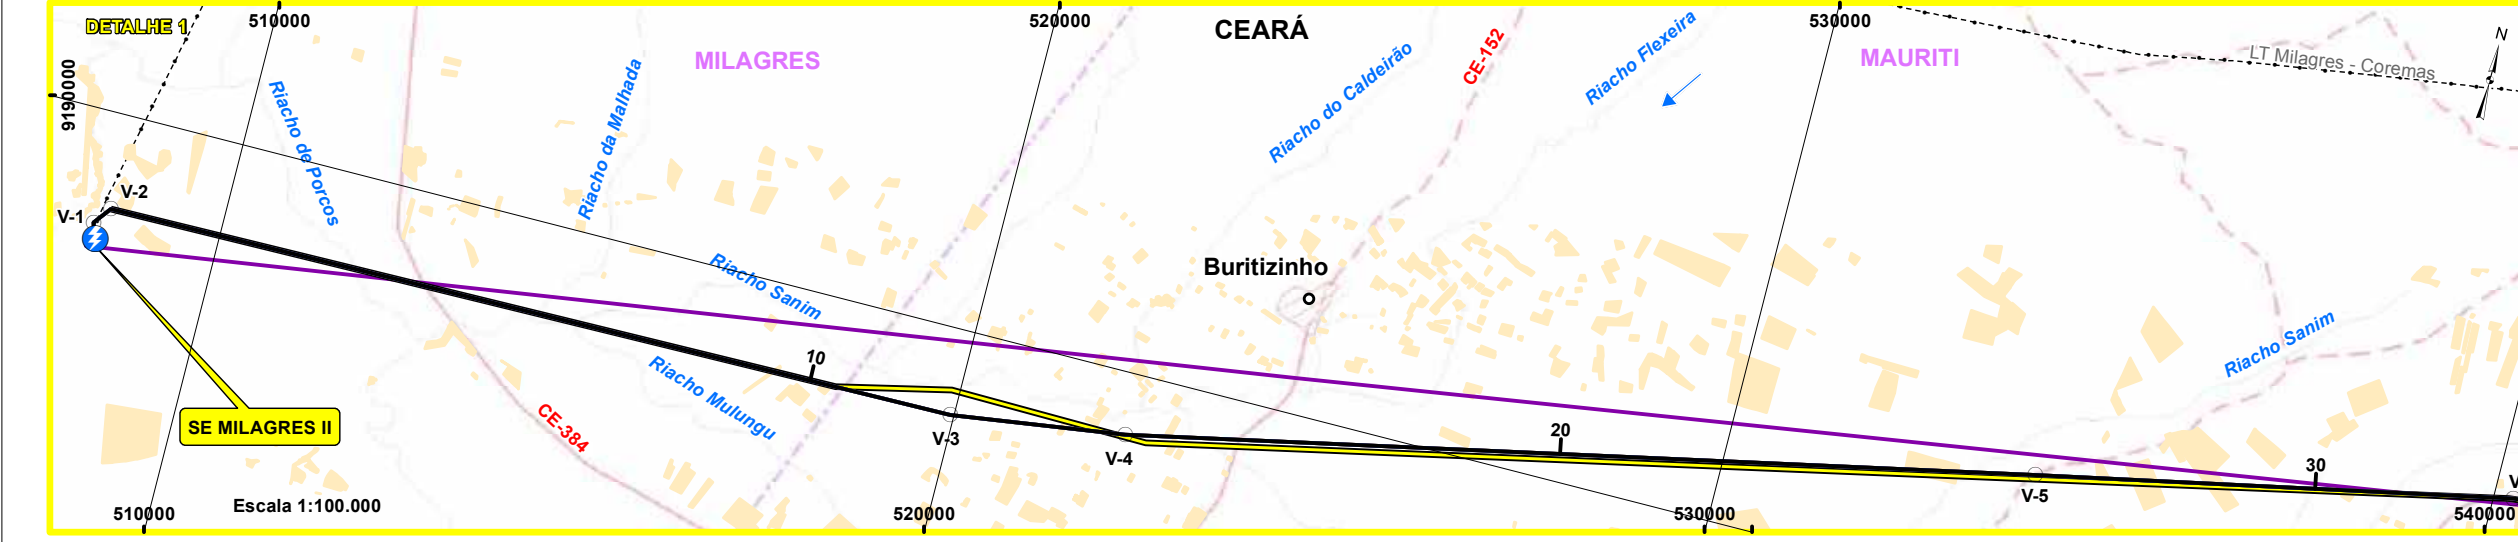 DETALHE 1
510000
520000
CEARÁ
530000
N
MILAGRES
MAURITI
CE-152
Riacho Flexeira
Riacho do Caldeirão
LT Milagres - Coremas
9190000
Riacho de Porcos
Riacho da Malhada
V-2
V-1
Riacho Sanim
Buritizinho
Riacho Sanim
10
Riacho Mulungu
SE MILAGRES II
CE-384
V-3
V-4
20
30
V-5
V
Escala 1:100.000
510000
520000
530000
540000